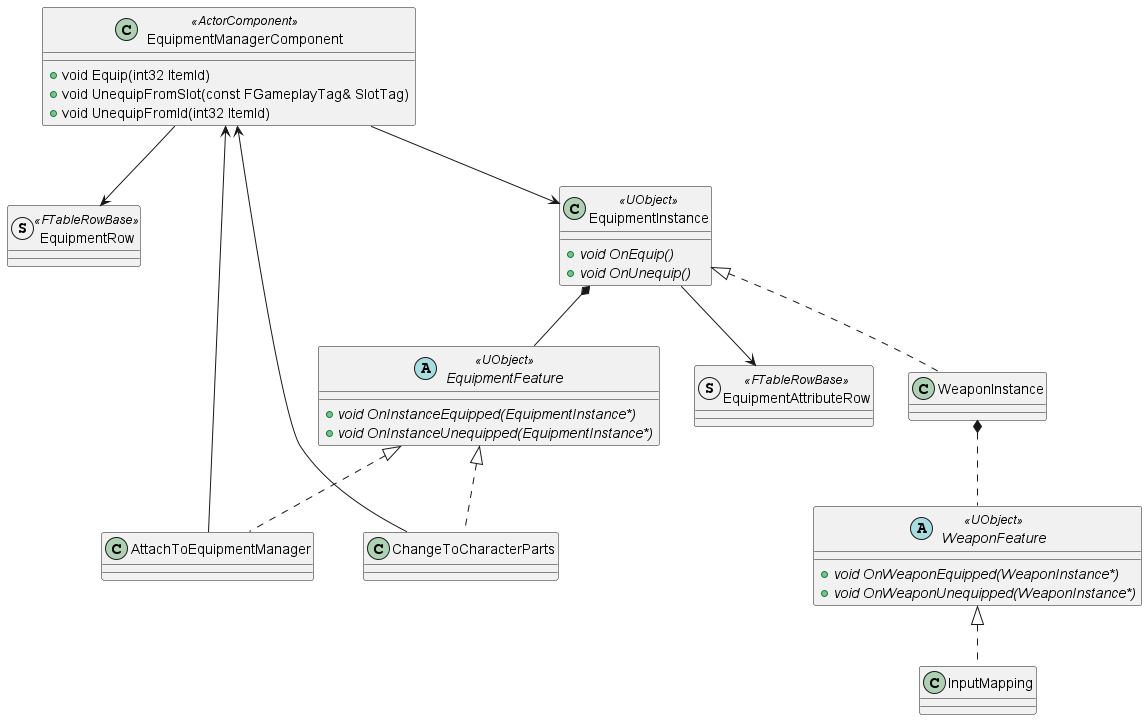 C
«ActorComponent»
EquipmentManagerComponent
void Equip(int32 ItemId)
void UnequipFromSlot(const FGameplayTag& SlotTag)
void UnequipFromId(int32 ItemId)
S
«FTableRowBase»
EquipmentRow
C
«UObject»
EquipmentInstance
void OnEquip()
void OnUnequip()
A
«UObject»
EquipmentFeature
void OnInstanceEquipped(EquipmentInstance*)
void OnInstanceUnequipped(EquipmentInstance*)
S
«FTableRowBase»
EquipmentAttributeRow
C WeaponInstance
C AttachToEquipmentManager
C ChangeToCharacterParts
A
«UObject»
WeaponFeature
void OnWeaponEquipped(WeaponInstance*)
void OnWeaponUnequipped(WeaponInstance*)
C InputMapping